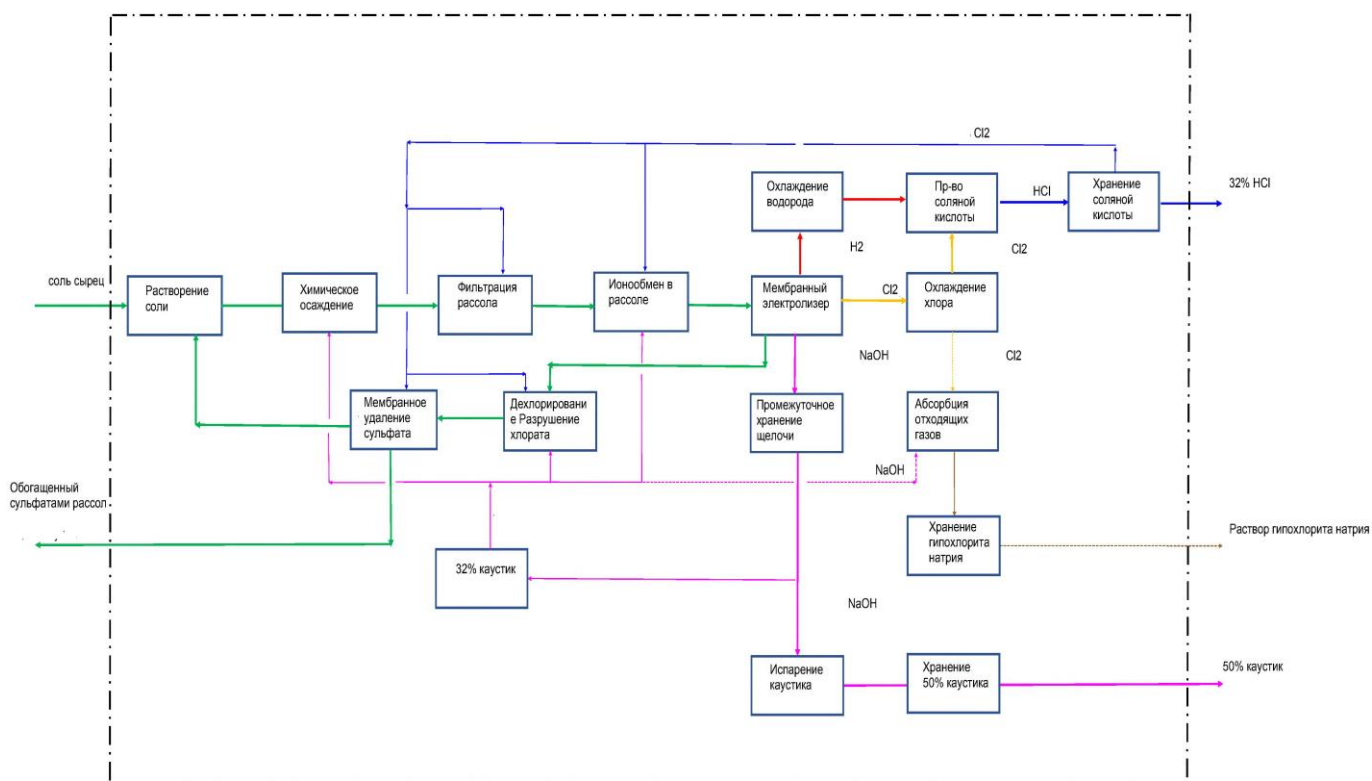 Cl2
Охлаждение
водорода
Пр-во
соляной
кислоты
HCl
Хранение
соляной
кислоты
32% HCl
H2
Cl2
соль сырец
Растворение
соли
Химическое
осаждение
Фильтрация
рассола
Ионообмен в
рассоле
Мембранный
электролизер
Cl2
Охлаждение
хлора
NaOH
Cl2
Мембранное
удаление
сульфата
Дехлорировани
е Разрушение
хлората
Промежуточное
хранение
щелочи
Абсорбция
отходящих
газов
NaOH
Обогащенный
сульфатами рассол
Хранение
гипохлорита
натрия
Раствор гипохлорита натрия
32% каустик
NaOH
Испарение
каустика
Хранение
50% каустика
50% каустик